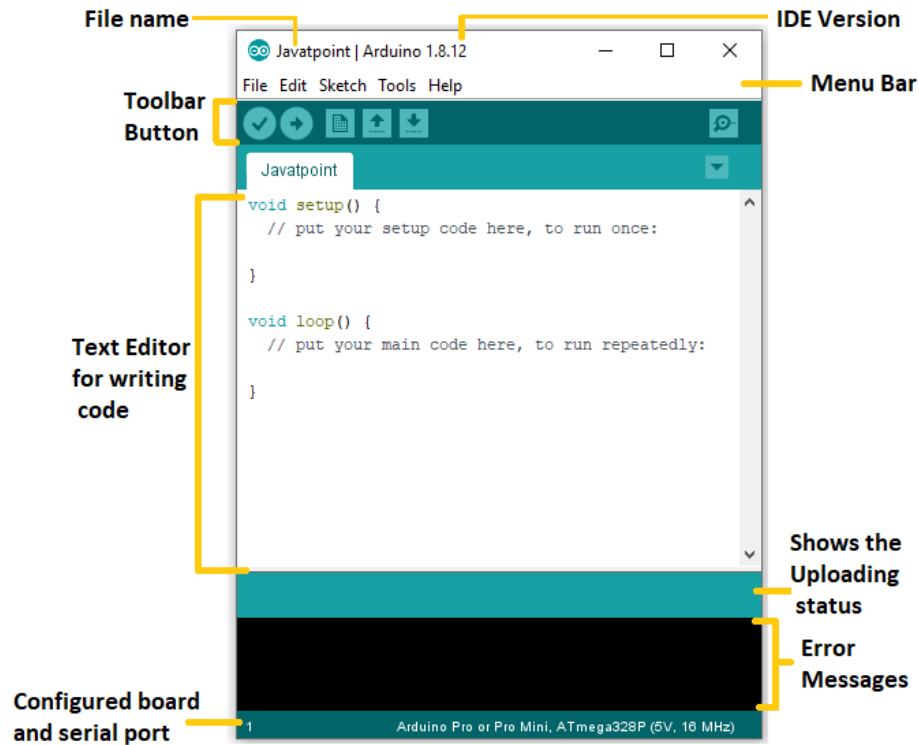 File name
IDE Version
Javatpoint | Arduino 1.8.12
File Edit Sketch Tools Help
Menu Bar
Toolbar
Button
Javatpoint
void setup() {
// put your setup code here, to run once:
}
void loop() {
// put your main code here, to run repeatedly:
}
Text Editor
for writing
code
Shows the
Uploading
status
Error
Messages
Configured board
and serial port
1
Arduino Pro or Pro Mini, ATmega328P (5V, 16 MHz)